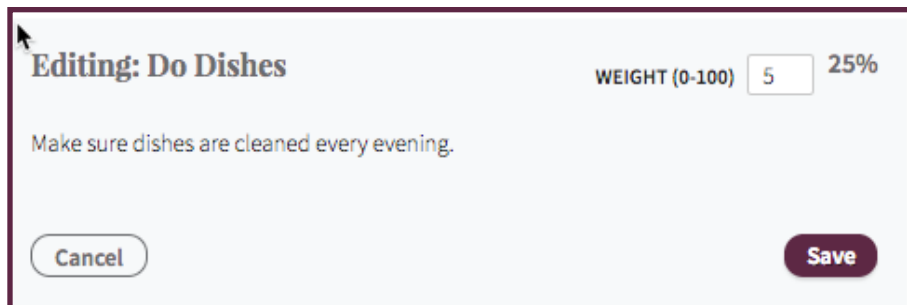 Editing: Do Dishes
WEIGHT (0-100) 5 25%
Make sure dishes are cleaned every evening.
Cancel Save